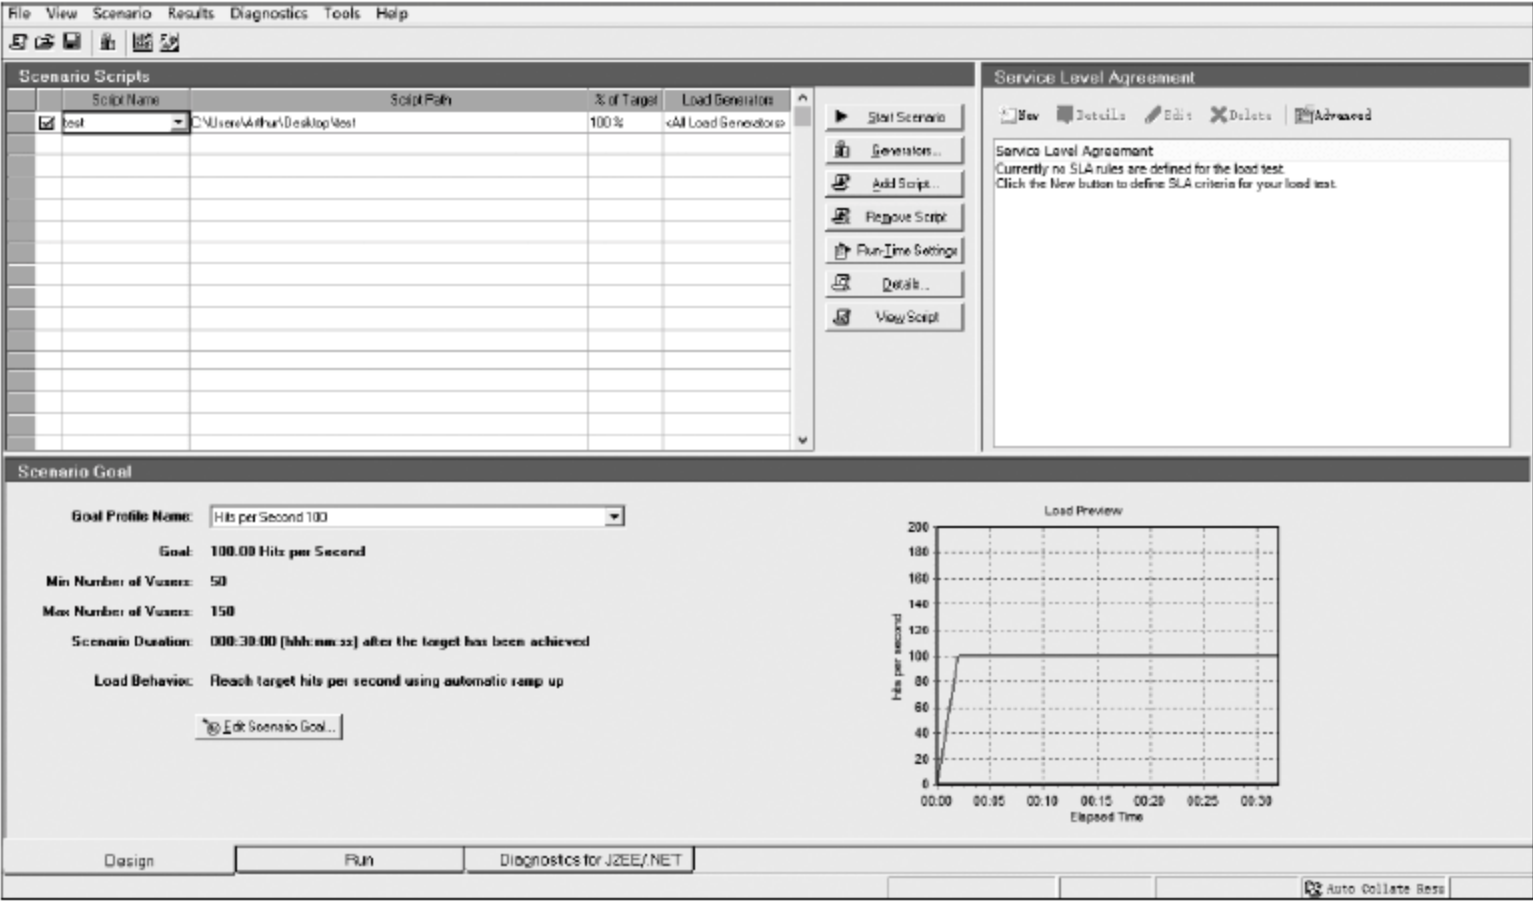 File View Scenario Results Diagnostics Tools Help
Scenario Scripts
Script Name Script Path % of Target Load Generators
test C:\Users\Arthur\Desktop\test 100 % <All Load Generators>
Start Scenario
Generators...
Add Script...
Remove Script
Run-Time Settings
Details...
View Script
Service Level Agreement
New Details Edit Delete Advanced
Service Level Agreement
Currently no SLA rules are defined for the load test.
Click the New button to define SLA criteria for your load test.
Scenario Goal
Goal Profile Name: Hits per Second 100
Goal: 100.00 Hits per Second
Min Number of Vusers: 50
Max Number of Vusers: 150
Scenario Duration: 000:30:00 (hhh:mm:ss) after the target has been achieved
Load Behavior: Reach target hits per second using automatic ramp up
Edit Scenario Goal...
Load Preview
200
180
160
140
120
100
80
60
40
20
0
Hits per second
00:00 00:05 00:10 00:15 00:20 00:25 00:30
Elapsed Time
Design Run Diagnostics for J2EE/.NET
Auto Collate Resu